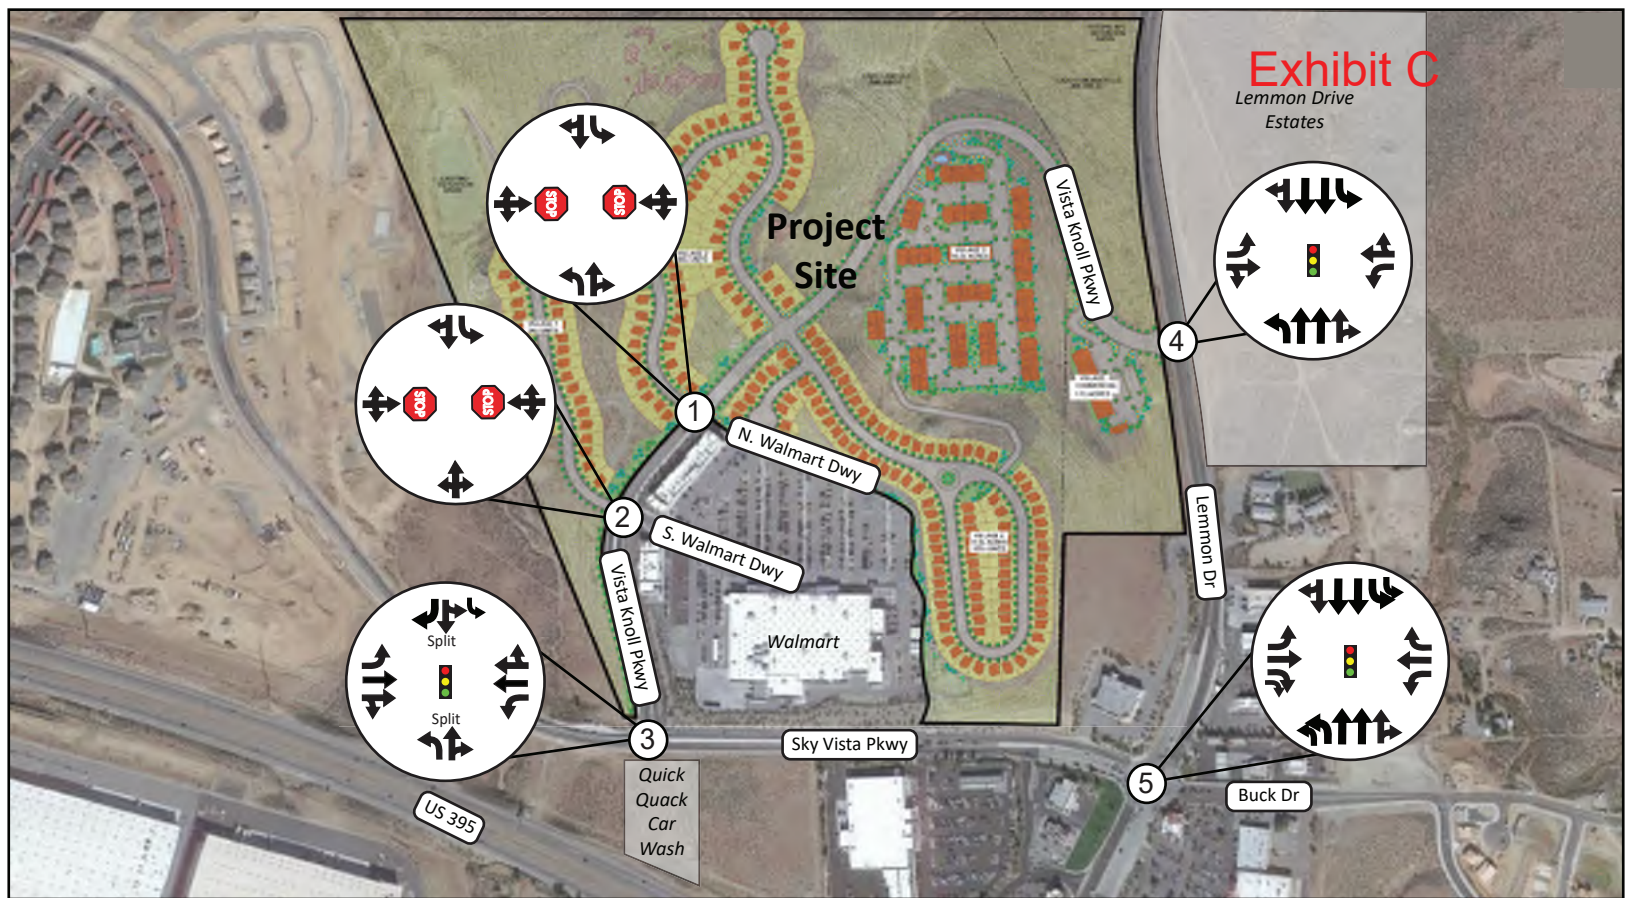 Exhibit C
Lemmon Drive
Estates
STOP
STOP
Project
Site
Vista Knoll Pkwy
4
STOP
STOP
1
N. Walmart Dwy
2
S. Walmart Dwy
Lemmon Dr
Vista Knoll Pkwy
Walmart
Split
Split
3
Sky Vista Pkwy
5
Buck Dr
Quick
Quack
Car
Wash
US 395